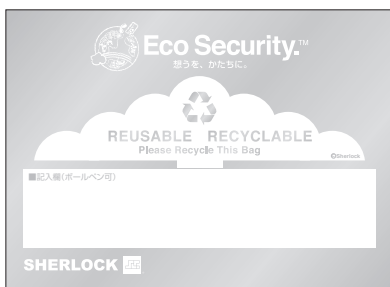 Eco Security.™
想うを、かたちに。
REUSABLE RECYCLABLE
Please Recycle This Bag
©Sherlock
■記入欄(ボールペン可)
SHERLOCK